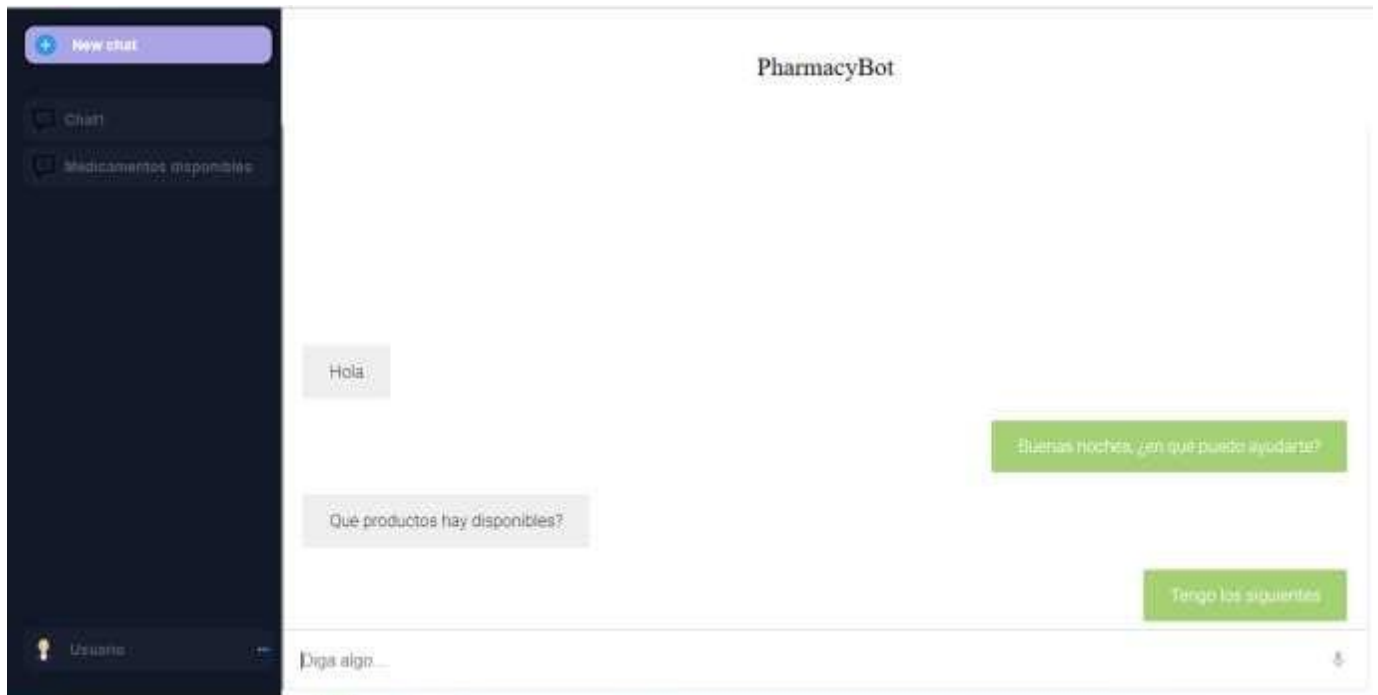 New chat
PharmacyBot
Chat1
Medicamentos disponibles
Hola
Buenas noches, ¿en que puedo ayudarte?
Que productos hay disponibles?
Tengo los siguientes
Usuario
Diga algo...